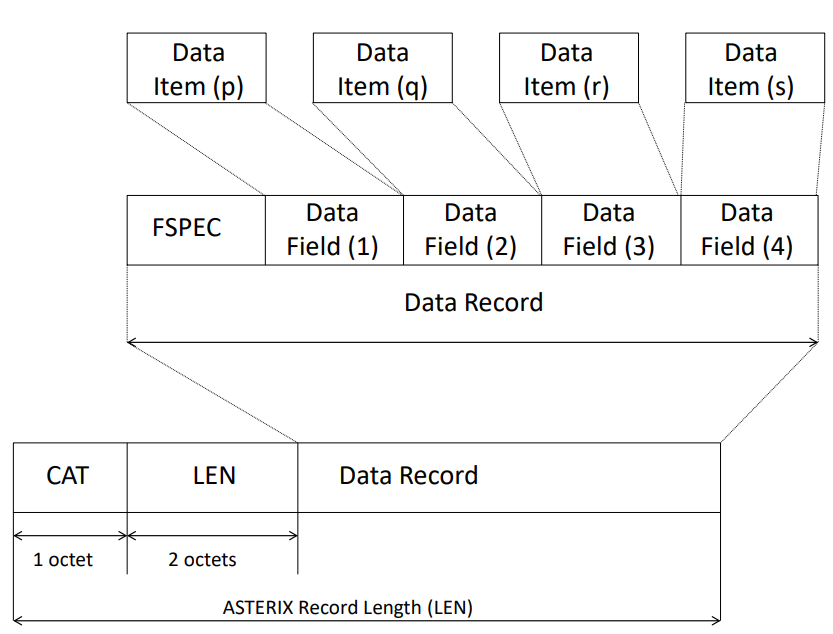 Data
Item (p)
Data
Item (q)
Data
Item (r)
Data
Item (s)
FSPEC
Data
Field (1)
Data
Field (2)
Data
Field (3)
Data
Field (4)
Data Record
CAT
LEN
Data Record
1 octet
2 octets
ASTERIX Record Length (LEN)